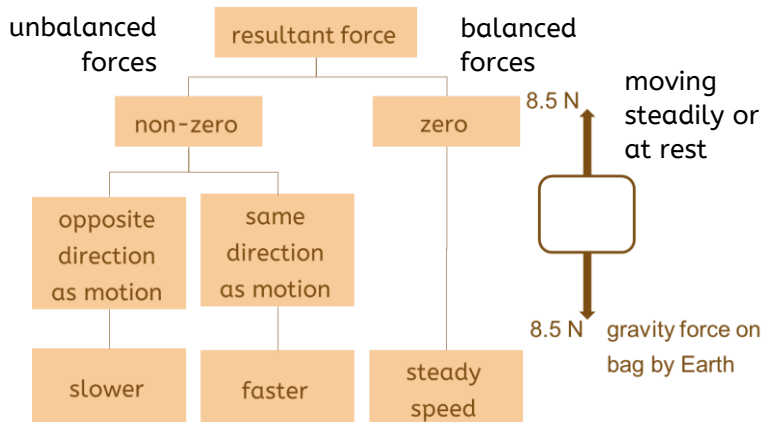 unbalanced
forces
resultant force
balanced
forces
non-zero
zero
opposite
direction
as motion
same
direction
as motion
slower
faster
steady
speed
8.5 N
moving
steadily or
at rest
8.5 N
gravity force on
bag by Earth